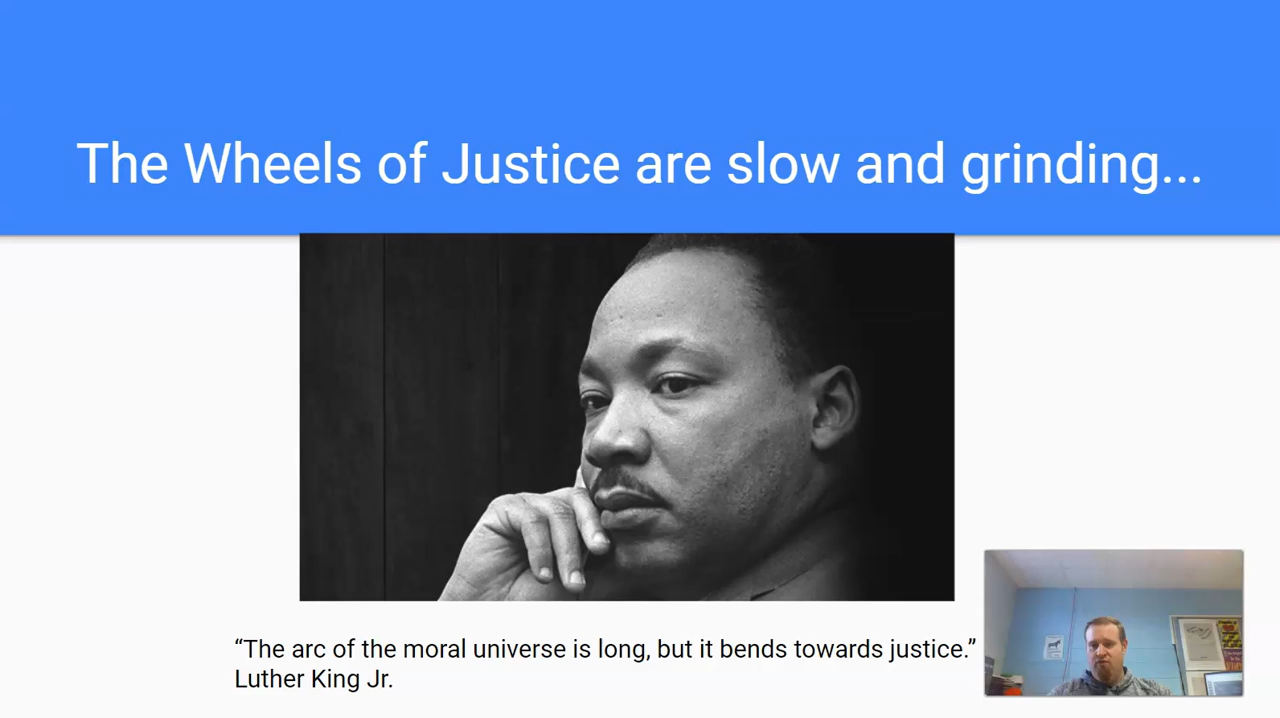 The Wheels of Justice are slow and grinding...
“The arc of the moral universe is long, but it bends towards justice.”
Luther King Jr.